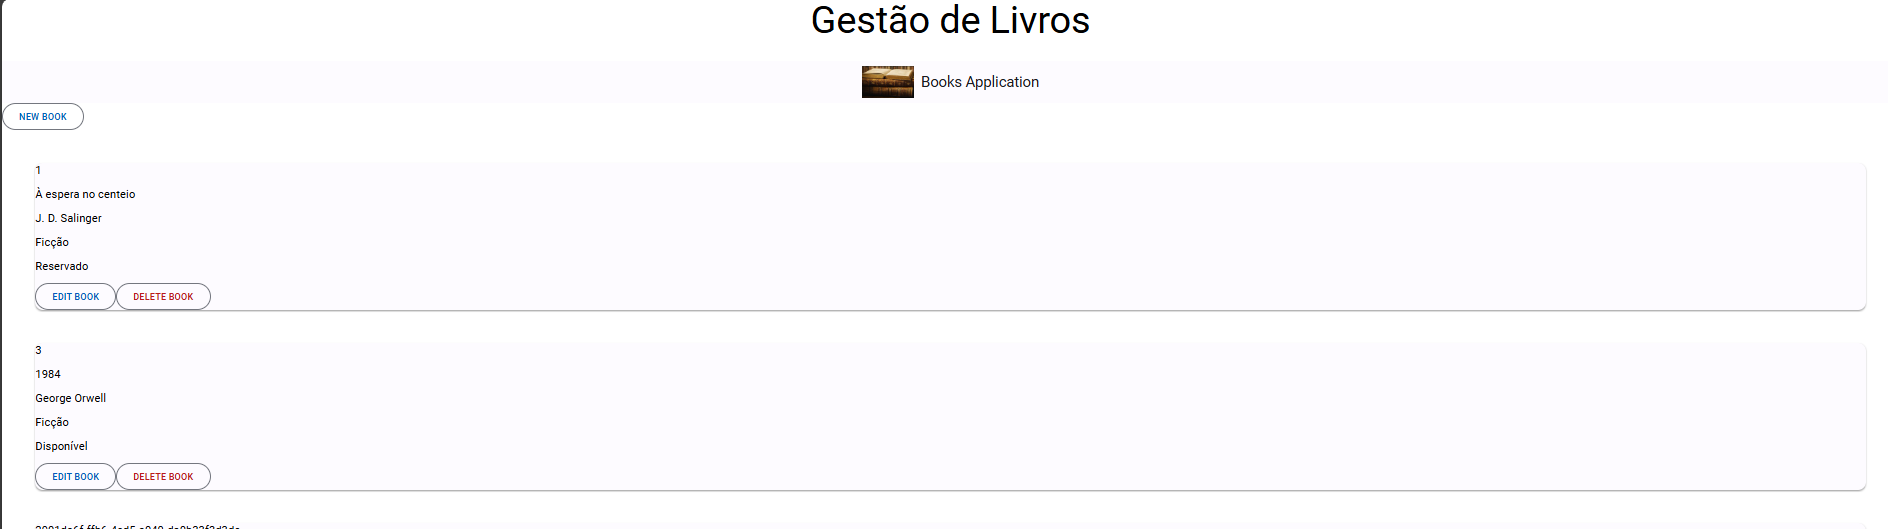 Gestão de Livros
Books Application
NEW BOOK
1
À espera no centeio
J. D. Salinger
Ficção
Reservado
EDIT BOOK DELETE BOOK
3
1984
George Orwell
Ficção
Disponível
EDIT BOOK DELETE BOOK